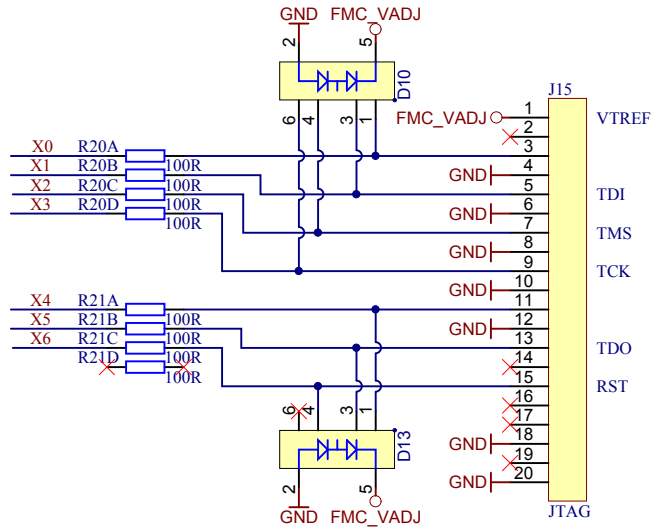 GND FMC_VADJ
2 5
D10
6 4 3 1
J15
FMC_VADJ 1 VTREF
2
X0 R20A 3
X1 R20B 100R GND 4
X2 R20C 100R 5 TDI
X3 R20D 100R GND 6
100R 7 TMS
GND 8
9 TCK
GND 10
X4 R21A 11
X5 R21B 100R GND 12
X6 R21C 100R 13 TDO
R21D 100R 14
100R 15 RST
16
6 4 3 1 17
D13 GND 18
19
2 5 GND 20
GND FMC_VADJ JTAG